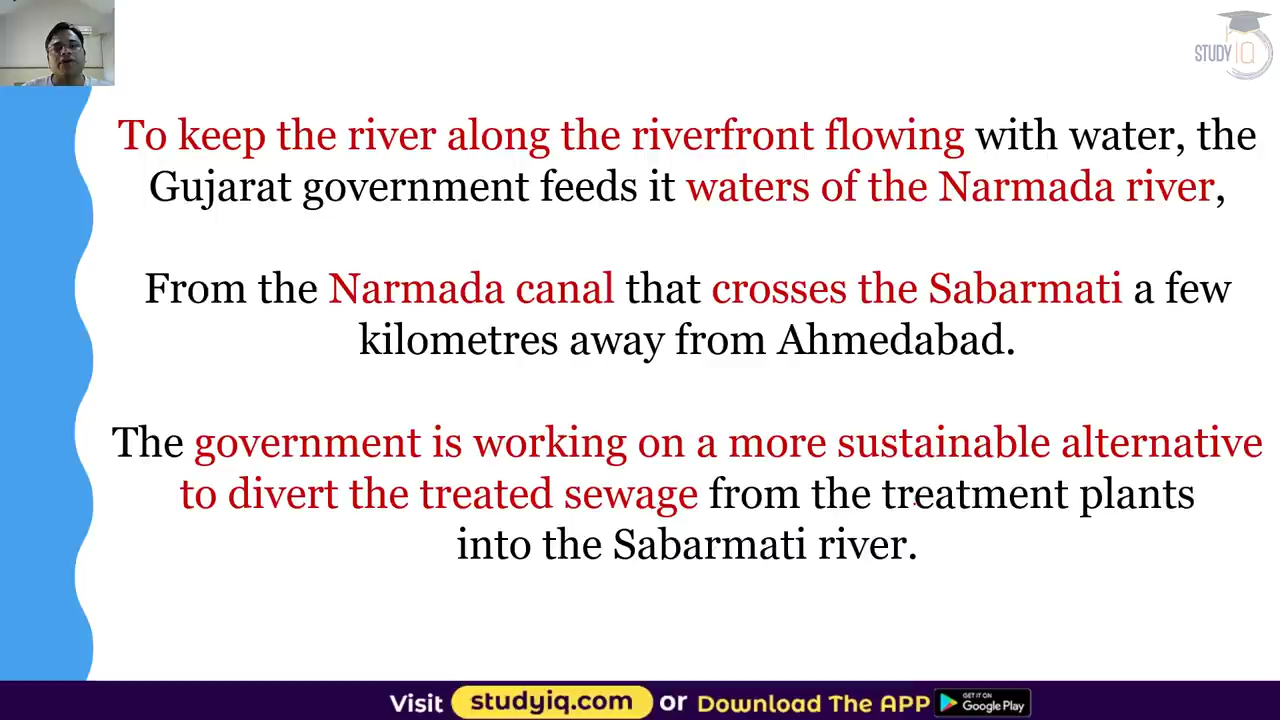 STUDY IQ
To keep the river along the riverfront flowing with water, the
Gujarat government feeds it waters of the Narmada river,
From the Narmada canal that crosses the Sabarmati a few
kilometres away from Ahmedabad.
The government is working on a more sustainable alternative
to divert the treated sewage from the treatment plants
into the Sabarmati river.
Visit studyiq.com or Download The APP GET IT ON Google Play